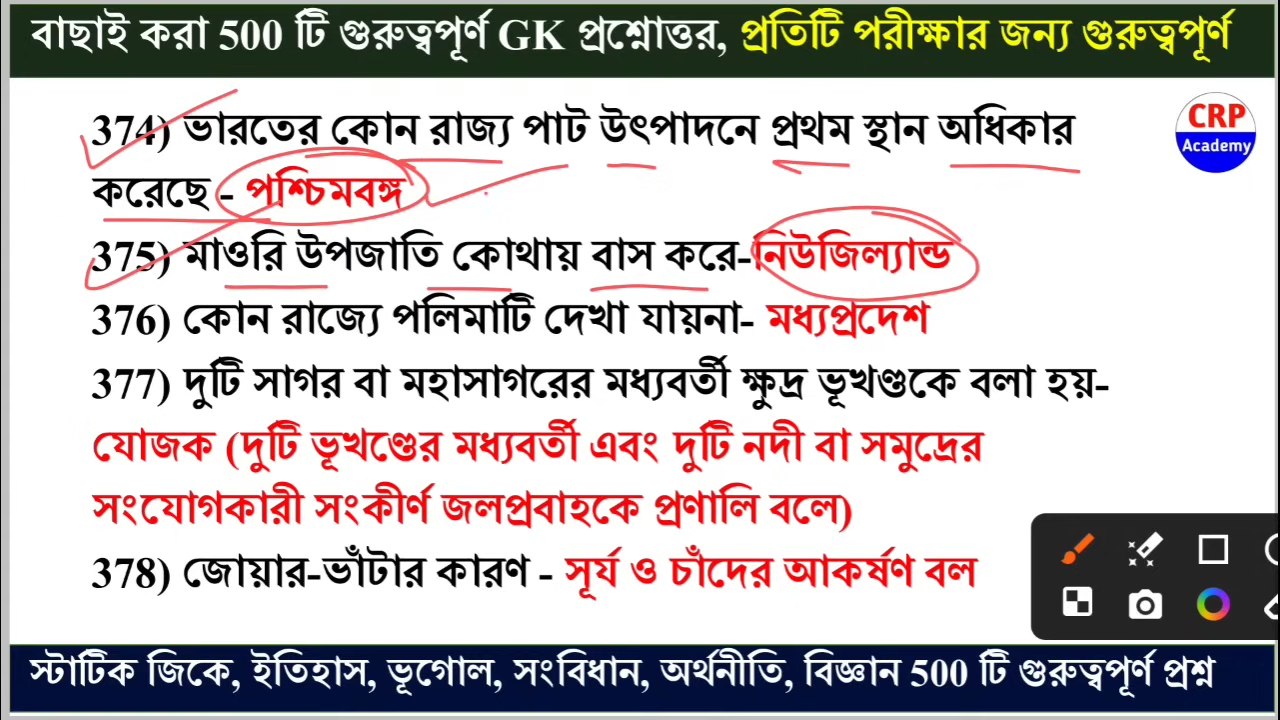 বাছাই করা 500 টি গুরুত্বপূর্ণ GK প্রশ্নোত্তর, প্রতিটি পরীক্ষার জন্য গুরুত্বপূর্ণ
CRP
Academy
374) ভারতের কোন রাজ্য পাট উৎপাদনে প্রথম স্থান অধিকার
করেছে - পশ্চিমবঙ্গ
375) মাওরি উপজাতি কোথায় বাস করে-নিউজিল্যান্ড
376) কোন রাজ্যে পলিমাটি দেখা যায়না- মধ্যপ্রদেশ
377) দুটি সাগর বা মহাসাগরের মধ্যবর্তী ক্ষুদ্র ভূখণ্ডকে বলা হয়-
যোজক (দুটি ভূখণ্ডের মধ্যবর্তী এবং দুটি নদী বা সমুদ্রের
সংযোগকারী সংকীর্ণ জলপ্রবাহকে প্রণালি বলে)
378) জোয়ার-ভাঁটার কারণ - সূর্য ও চাঁদের আকর্ষণ বল
স্টাটিক জিকে, ইতিহাস, ভূগোল, সংবিধান, অর্থনীতি, বিজ্ঞান 500 টি গুরুত্বপূর্ণ প্রশ্ন